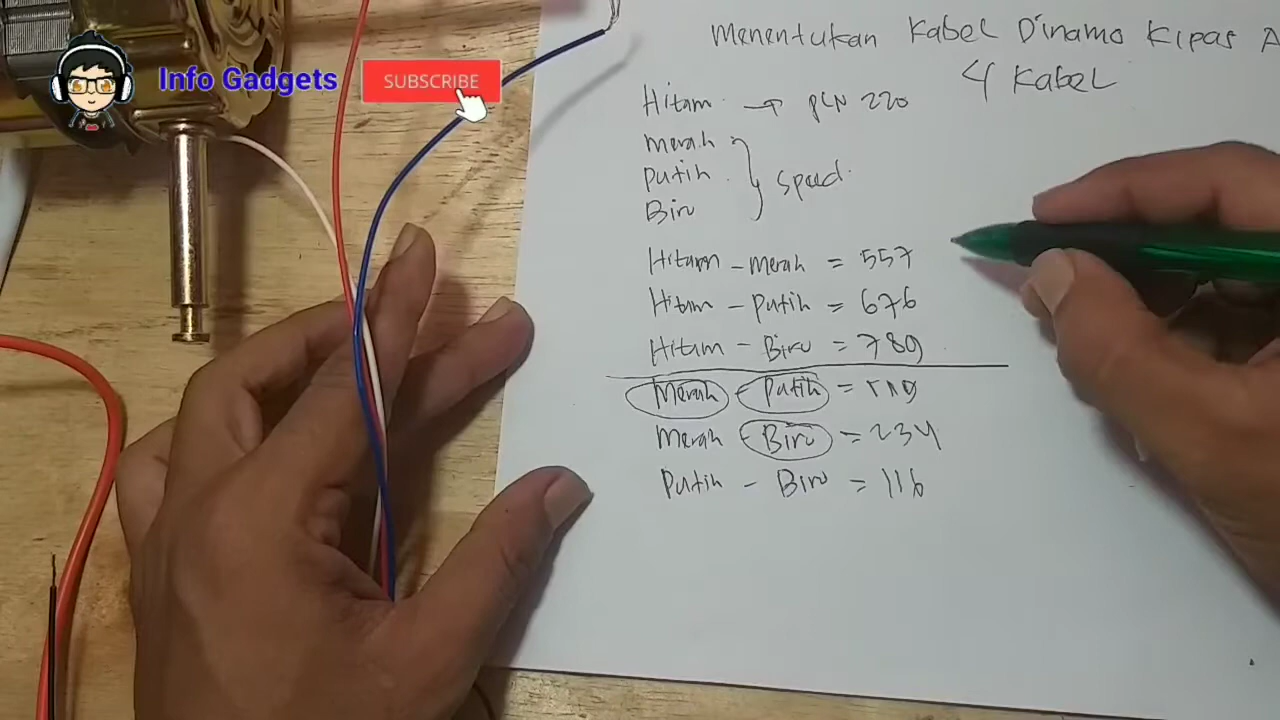 Info Gadgets
SUBSCRIBE
Menentukan Kabel Dinamo Kipas A
4 Kabel
Hitam → PLN 220
Merah
Putih
Biru
Speed
Hitam - Merah = 557
Hitam - Putih = 676
Hitam - Biru = 789
Merah - Putih =
Merah - Biru = 234
Putih - Biru = 116